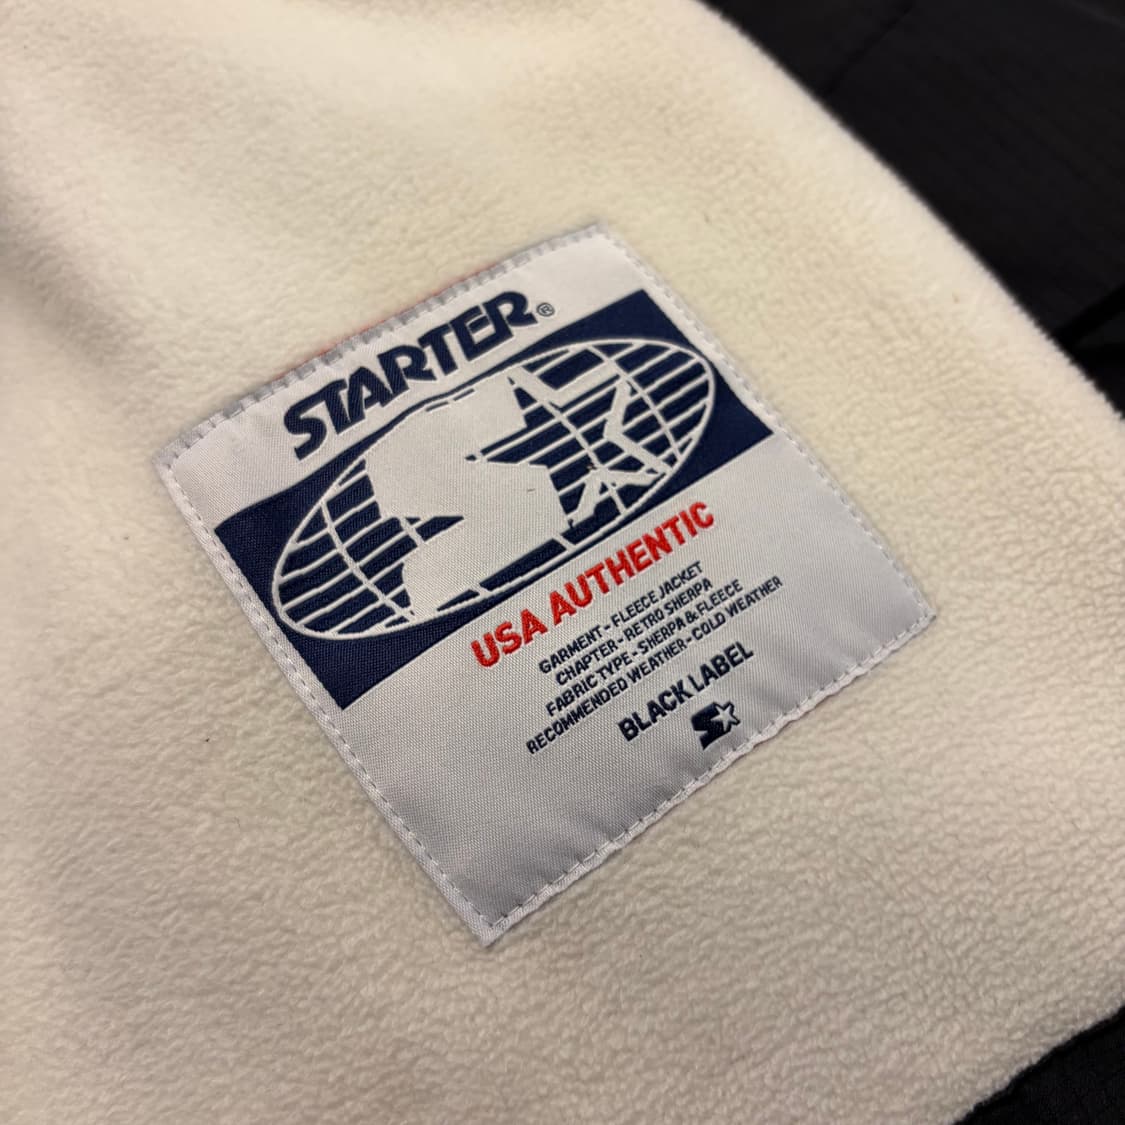 STARTER®
USA AUTHENTIC
GARMENT - FLEECE JACKET
CHAPTER - RETRO SHERPA
FABRIC TYPE - SHERPA & FLEECE
RECOMMENDED WEATHER - COLD WEATHER
BLACK LABEL